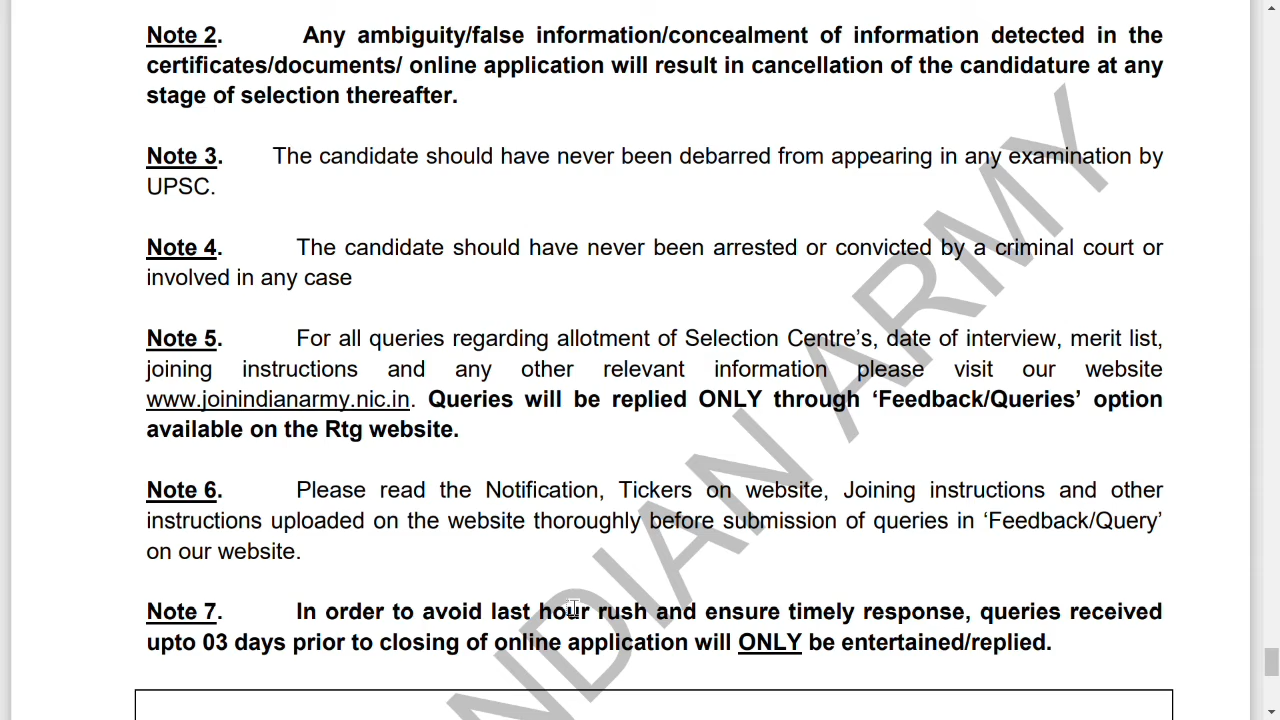 Note 2. Any ambiguity/false information/concealment of information detected in the
certificates/documents/ online application will result in cancellation of the candidature at any
stage of selection thereafter.
Note 3. The candidate should have never been debarred from appearing in any examination by
UPSC.
Note 4. The candidate should have never been arrested or convicted by a criminal court or
involved in any case
Note 5. For all queries regarding allotment of Selection Centre’s, date of interview, merit list,
joining instructions and any other relevant information please visit our website
www.joinindianarmy.nic.in. Queries will be replied ONLY through ‘Feedback/Queries’ option
available on the Rtg website.
Note 6. Please read the Notification, Tickers on website, Joining instructions and other
instructions uploaded on the website thoroughly before submission of queries in ‘Feedback/Query’
on our website.
Note 7. In order to avoid last hour rush and ensure timely response, queries received
upto 03 days prior to closing of online application will ONLY be entertained/replied.
NDIAN ARMY